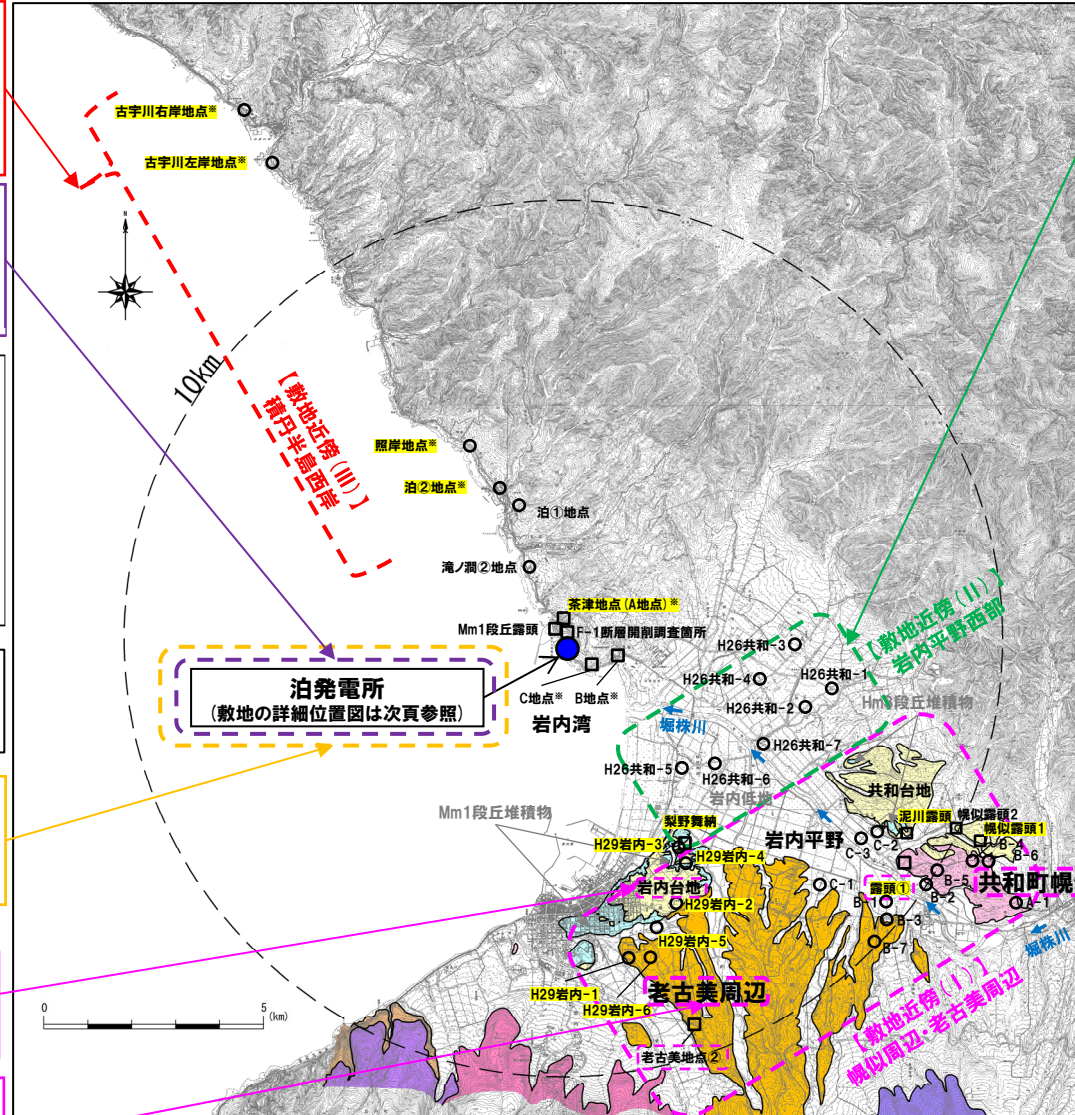 古宇川右岸地点※
古宇川左岸地点※
N
10km
【敷地近傍(Ⅲ)】
積丹半島西岸
照岸地点※
泊②地点※
泊①地点
滝ノ澗②地点
茶津地点(A地点)※
Mm1段丘露頭
F-1断層開削調査箇所
泊発電所
(敷地の詳細位置図は次頁参照)
C地点※
B地点※
岩内湾
【敷地近傍(Ⅱ)】
岩内平野西部
H26共和-3
H26共和-4
H26共和-1
H26共和-2
Hm3段丘堆積物
堀株川
H26共和-7
H26共和-5
H26共和-6
岩内低地
共和台地
Mm1段丘堆積物
梨野舞納
泥川露頭
幌似露頭2
幌似露頭1
H29岩内-3
岩内平野
C-2
C-3
B-4
H29岩内-4
B-6
岩内台地
C-1
露頭①
B-5
共和町幌
B-2
H29岩内-2
B-1
A-1
B-3
堀株川
H29岩内-5
B-7
H29岩内-1
老古美周辺
H29岩内-6
0
5
(km)
老古美地点②
【敷地近傍(Ⅰ)】
幌似周辺・老古美周辺